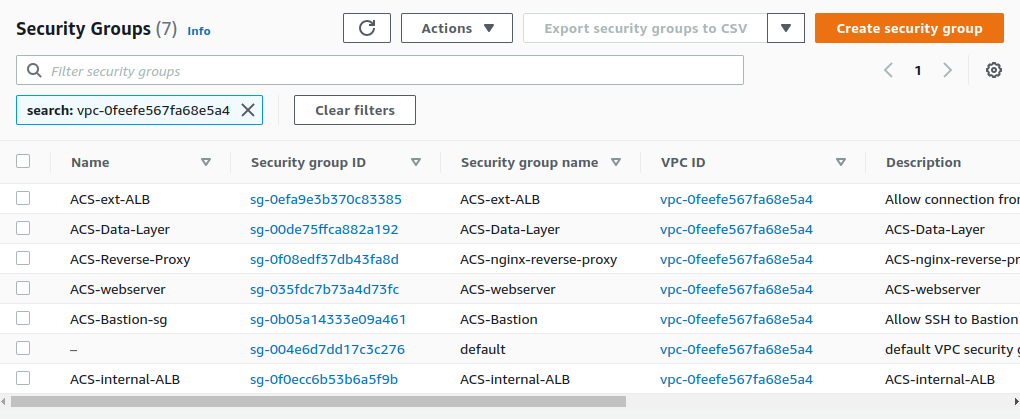 Security Groups (7) Info Actions Export security groups to CSV Create security group
Filter security groups 1
search: vpc-0feefe567fa68e5a4 Clear filters
Name Security group ID Security group name VPC ID Description
ACS-ext-ALB sg-0efa9e3b370c83385 ACS-ext-ALB vpc-0feefe567fa68e5a4 Allow connection from
ACS-Data-Layer sg-00de75ffca882a192 ACS-Data-Layer vpc-0feefe567fa68e5a4 ACS-Data-Layer
ACS-Reverse-Proxy sg-0f08edf37db43fa8d ACS-nginx-reverse-proxy vpc-0feefe567fa68e5a4 ACS-nginx-reverse-pr
ACS-webserver sg-035fdc7b73a4d73fc ACS-webserver vpc-0feefe567fa68e5a4 ACS-webserver
ACS-Bastion-sg sg-0b05a14333e09a461 ACS-Bastion vpc-0feefe567fa68e5a4 Allow SSH to Bastion
– sg-004e6d7dd17c3c276 default vpc-0feefe567fa68e5a4 default VPC security g
ACS-internal-ALB sg-0f0ecc6b53b6a5f9b ACS-internal-ALB vpc-0feefe567fa68e5a4 ACS-internal-ALB